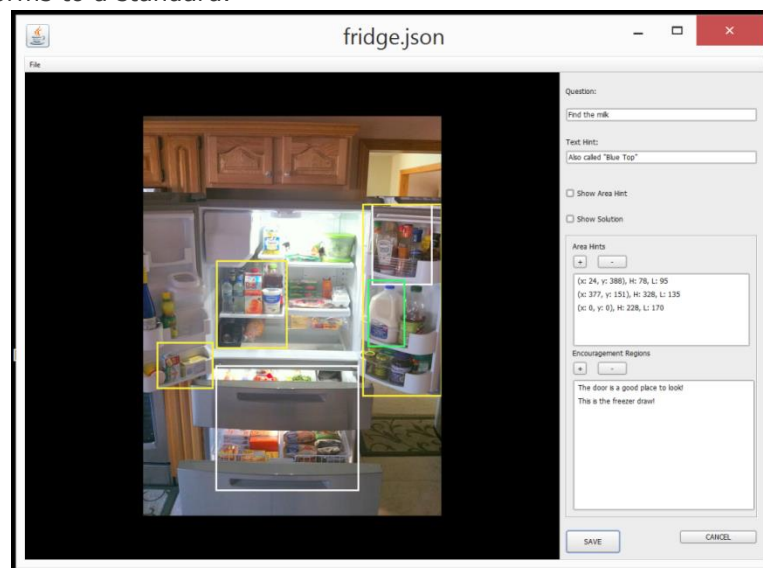 orms to a standard.
fridge.json
File
Question:
Find the milk
Text Hint:
Also called "Blue Top"
Show Area Hint
Show Solution
Area Hints
+ -
(x: 24, y: 388), H: 78, L: 95
(x: 377, y: 151), H: 328, L: 135
(x: 0, y: 0), H: 228, L: 170
Encouragement Regions
+ -
The door is a good place to look!
This is the freezer draw!
SAVE CANCEL